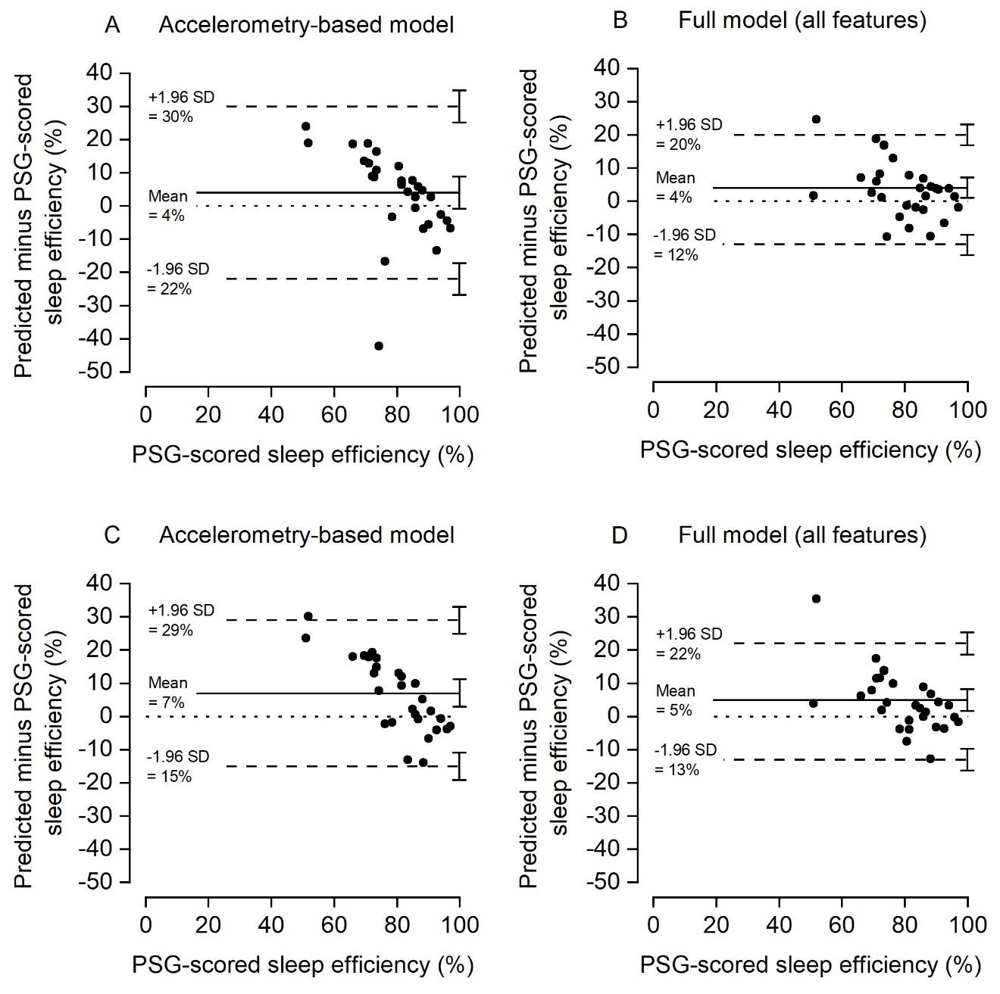 A Accelerometry-based model
Predicted minus PSG-scored
sleep efficiency (%)
40
30
20
10
0
-10
-20
-30
-40
-50
+1.96 SD
= 30%
Mean
= 4%
-1.96 SD
= 22%
0 20 40 60 80 100
PSG-scored sleep efficiency (%)
B Full model (all features)
Predicted minus PSG-scored
sleep efficiency (%)
40
30
20
10
0
-10
-20
-30
-40
-50
+1.96 SD
= 20%
Mean
= 4%
-1.96 SD
= 12%
0 20 40 60 80 100
PSG-scored sleep efficiency (%)
C Accelerometry-based model
Predicted minus PSG-scored
sleep efficiency (%)
40
30
20
10
0
-10
-20
-30
-40
-50
+1.96 SD
= 29%
Mean
= 7%
-1.96 SD
= 15%
0 20 40 60 80 100
PSG-scored sleep efficiency (%)
D Full model (all features)
Predicted minus PSG-scored
sleep efficiency (%)
40
30
20
10
0
-10
-20
-30
-40
-50
+1.96 SD
= 22%
Mean
= 5%
-1.96 SD
= 13%
0 20 40 60 80 100
PSG-scored sleep efficiency (%)